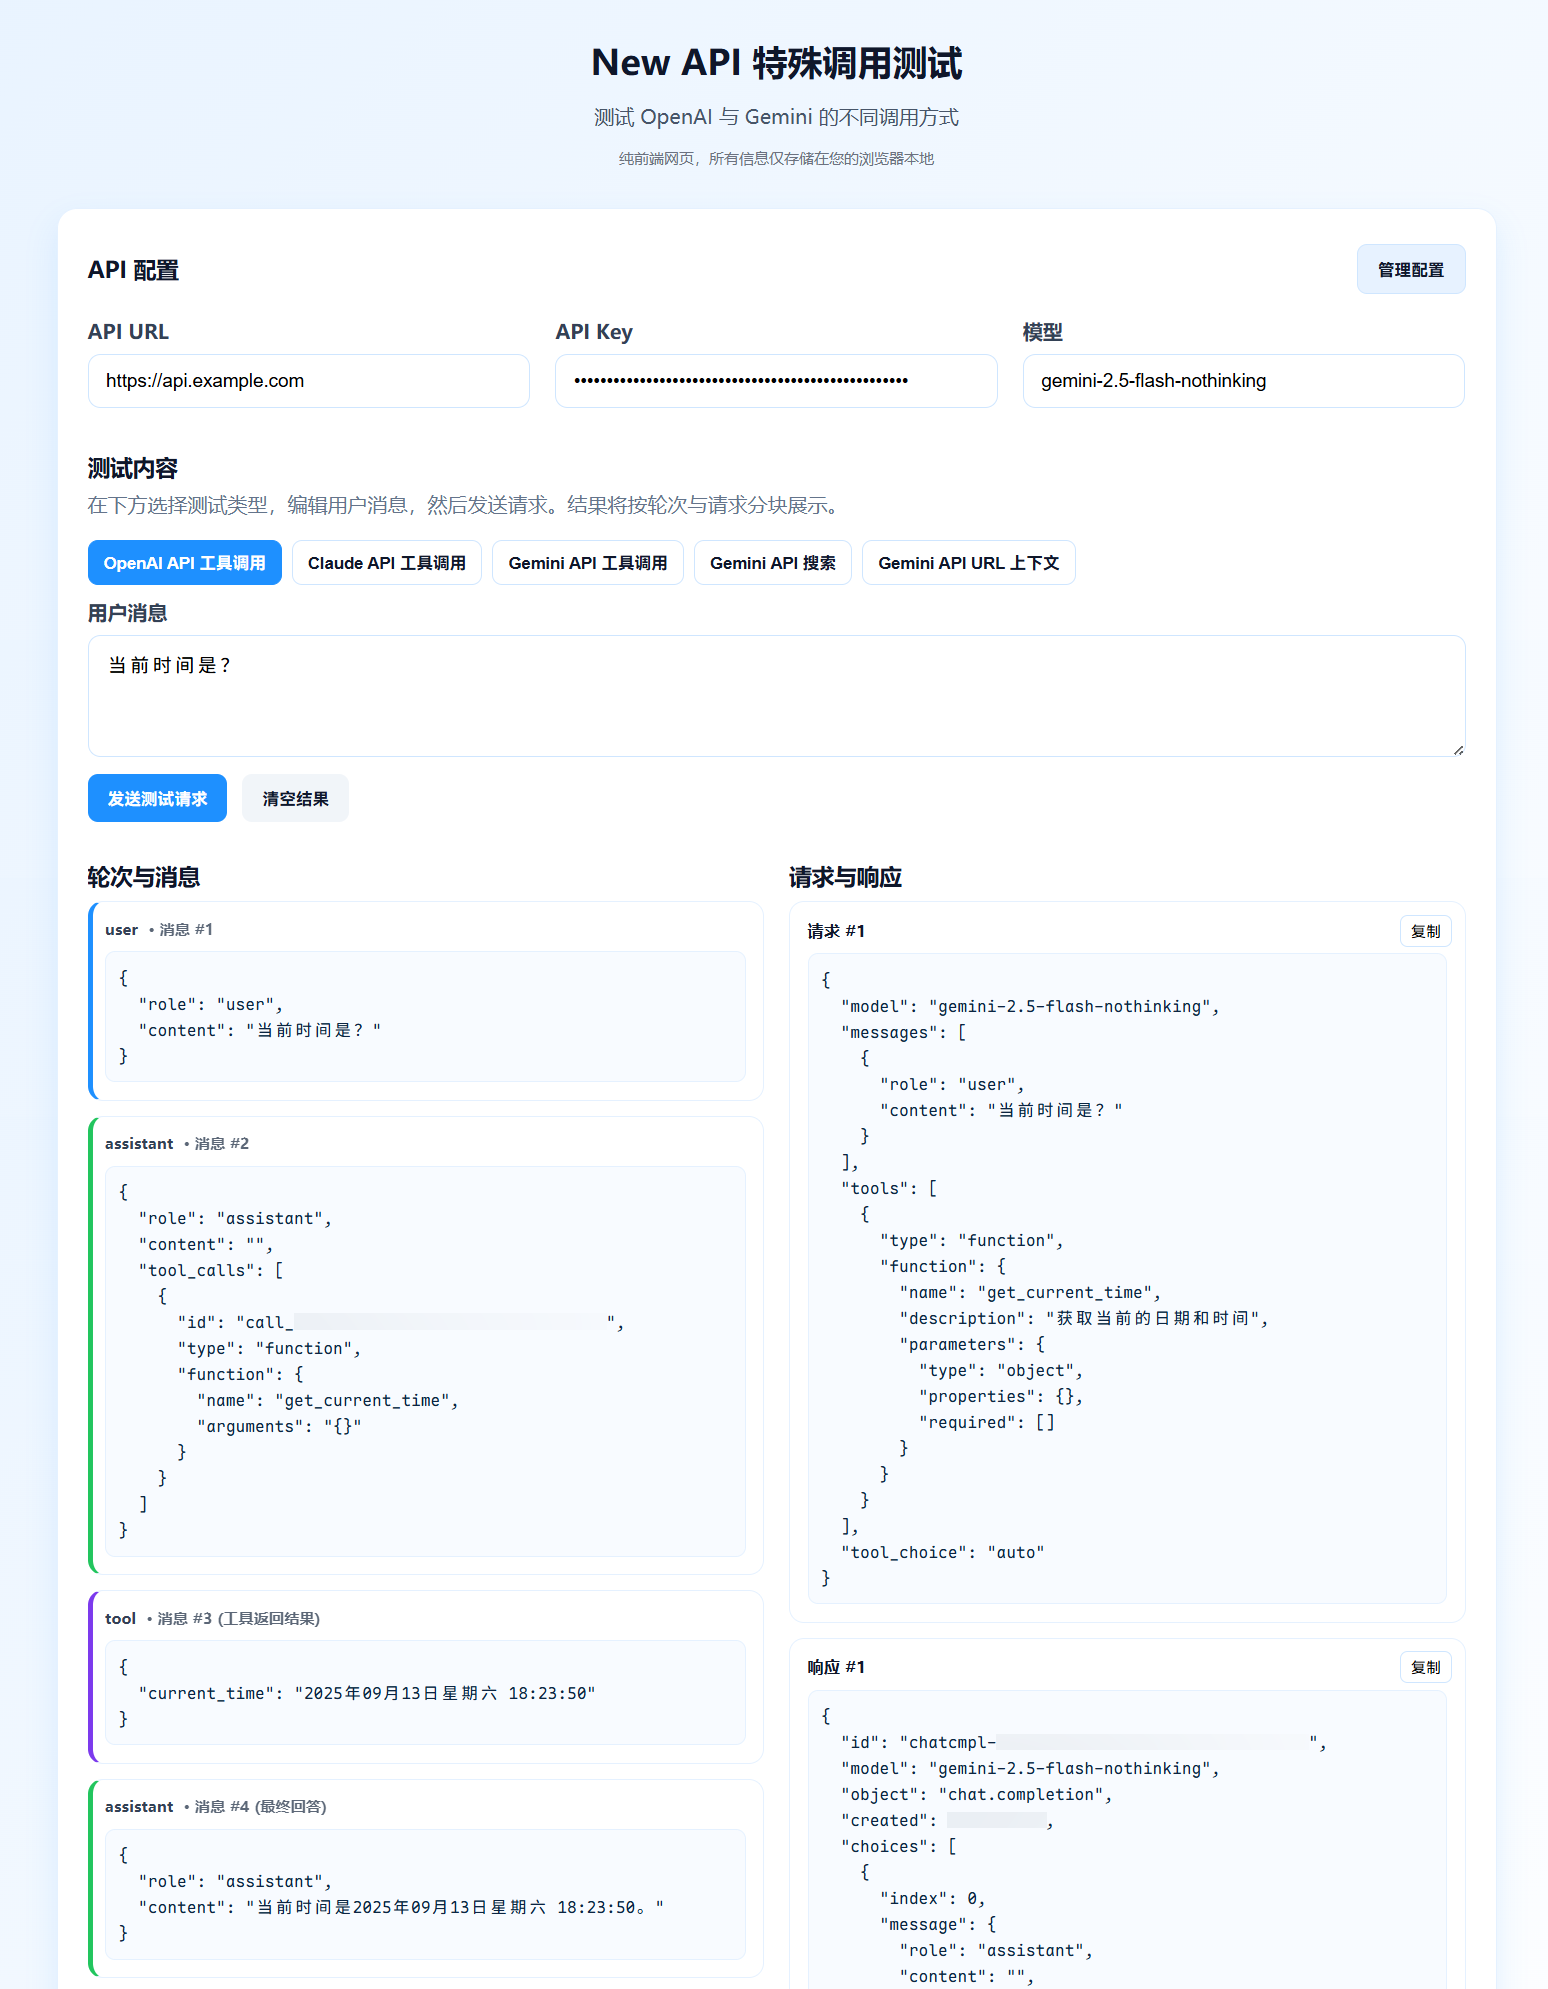 New API 特殊调用测试
测试 OpenAI 与 Gemini 的不同调用方式
纯前端网页，所有信息仅存储在您的浏览器本地
API 配置
管理配置
API URL
API Key
模型
https://api.example.com
••••••••••••••••••••••••••••••••••••••••••••••••••••
gemini-2.5-flash-nothinking
测试内容
在下方选择测试类型，编辑用户消息，然后发送请求。结果将按轮次与请求分块展示。
OpenAI API 工具调用
Claude API 工具调用
Gemini API 工具调用
Gemini API 搜索
Gemini API URL 上下文
用户消息
当前时间是？
发送测试请求
清空结果
轮次与消息
user • 消息 #1
{
"role": "user",
"content": "当前时间是？"
}
assistant • 消息 #2
{
"role": "assistant",
"content": "",
"tool_calls": [
{
"id": "call_",
"type": "function",
"function": {
"name": "get_current_time",
"arguments": "{}"
}
}
]
}
tool • 消息 #3 (工具返回结果)
{
"current_time": "2025年09月13日星期六 18:23:50"
}
assistant • 消息 #4 (最终回答)
{
"role": "assistant",
"content": "当前时间是2025年09月13日星期六 18:23:50。"
}
请求与响应
请求 #1
复制
{
"model": "gemini-2.5-flash-nothinking",
"messages": [
{
"role": "user",
"content": "当前时间是？"
}
],
"tools": [
{
"type": "function",
"function": {
"name": "get_current_time",
"description": "获取当前的日期和时间",
"parameters": {
"type": "object",
"properties": {},
"required": []
}
}
}
],
"tool_choice": "auto"
}
响应 #1
复制
{
"id": "chatcmpl-",
"model": "gemini-2.5-flash-nothinking",
"object": "chat.completion",
"created": ,
"choices": [
{
"index": 0,
"message": {
"role": "assistant",
"content": "",